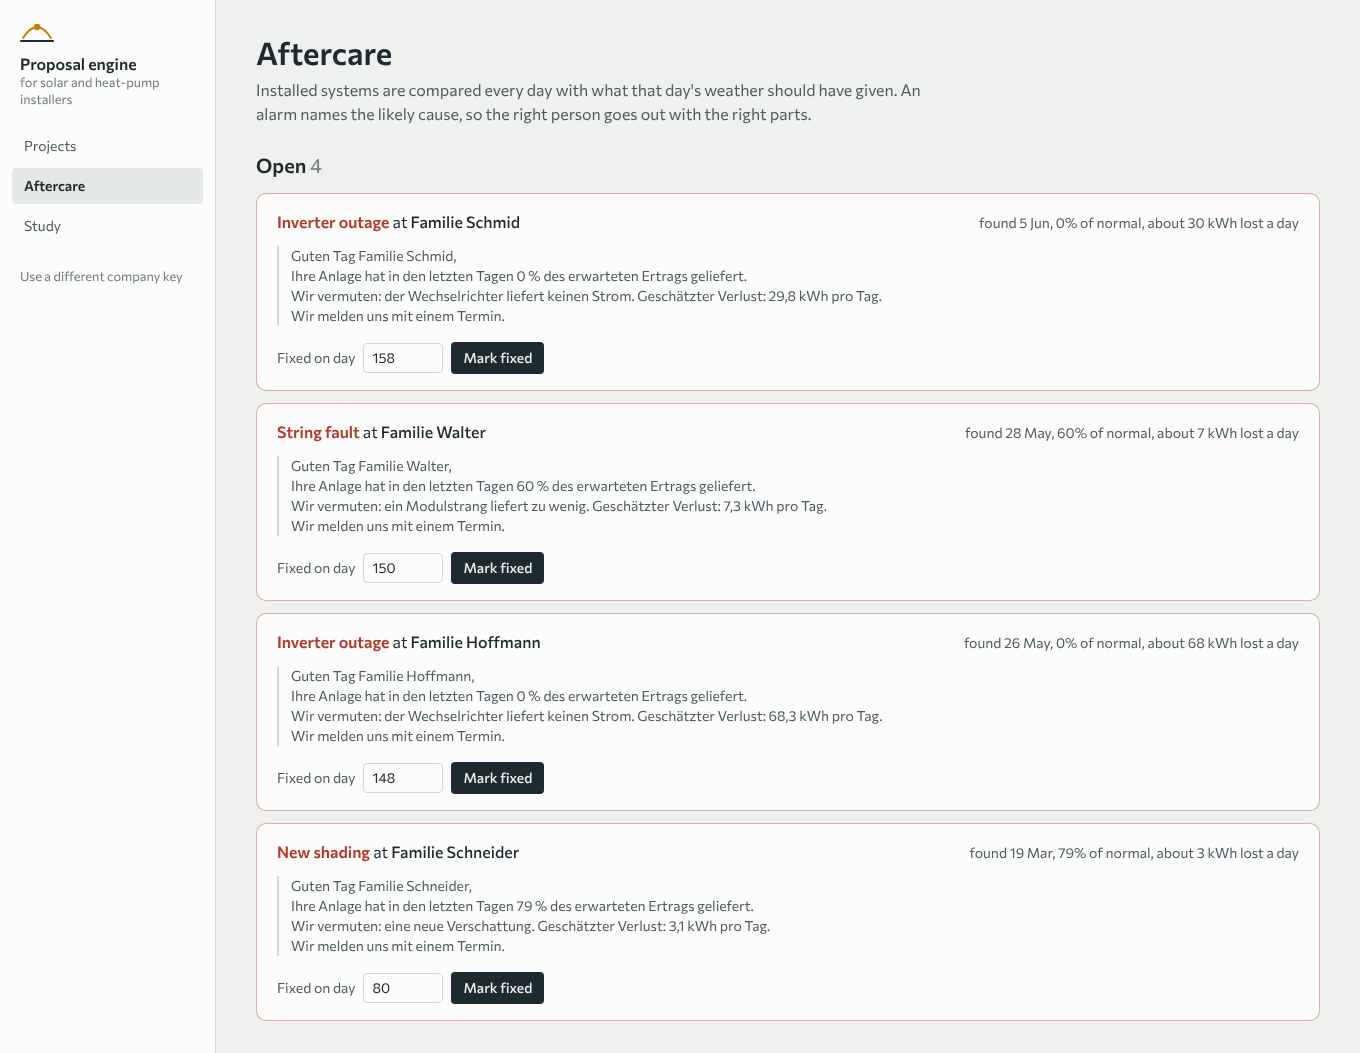 Proposal engine
for solar and heat-pump
installers
Projects
Aftercare
Study
Use a different company key
Aftercare
Installed systems are compared every day with what that day's weather should have given. An
alarm names the likely cause, so the right person goes out with the right parts.
Open 4
Inverter outage at Familie Schmid
found 5 Jun, 0% of normal, about 30 kWh lost a day
Guten Tag Familie Schmid,
Ihre Anlage hat in den letzten Tagen 0 % des erwarteten Ertrags geliefert.
Wir vermuten: der Wechselrichter liefert keinen Strom. Geschätzter Verlust: 29,8 kWh pro Tag.
Wir melden uns mit einem Termin.
Fixed on day 158 Mark fixed
String fault at Familie Walter
found 28 May, 60% of normal, about 7 kWh lost a day
Guten Tag Familie Walter,
Ihre Anlage hat in den letzten Tagen 60 % des erwarteten Ertrags geliefert.
Wir vermuten: ein Modulstrang liefert zu wenig. Geschätzter Verlust: 7,3 kWh pro Tag.
Wir melden uns mit einem Termin.
Fixed on day 150 Mark fixed
Inverter outage at Familie Hoffmann
found 26 May, 0% of normal, about 68 kWh lost a day
Guten Tag Familie Hoffmann,
Ihre Anlage hat in den letzten Tagen 0 % des erwarteten Ertrags geliefert.
Wir vermuten: der Wechselrichter liefert keinen Strom. Geschätzter Verlust: 68,3 kWh pro Tag.
Wir melden uns mit einem Termin.
Fixed on day 148 Mark fixed
New shading at Familie Schneider
found 19 Mar, 79% of normal, about 3 kWh lost a day
Guten Tag Familie Schneider,
Ihre Anlage hat in den letzten Tagen 79 % des erwarteten Ertrags geliefert.
Wir vermuten: eine neue Verschattung. Geschätzter Verlust: 3,1 kWh pro Tag.
Wir melden uns mit einem Termin.
Fixed on day 80 Mark fixed